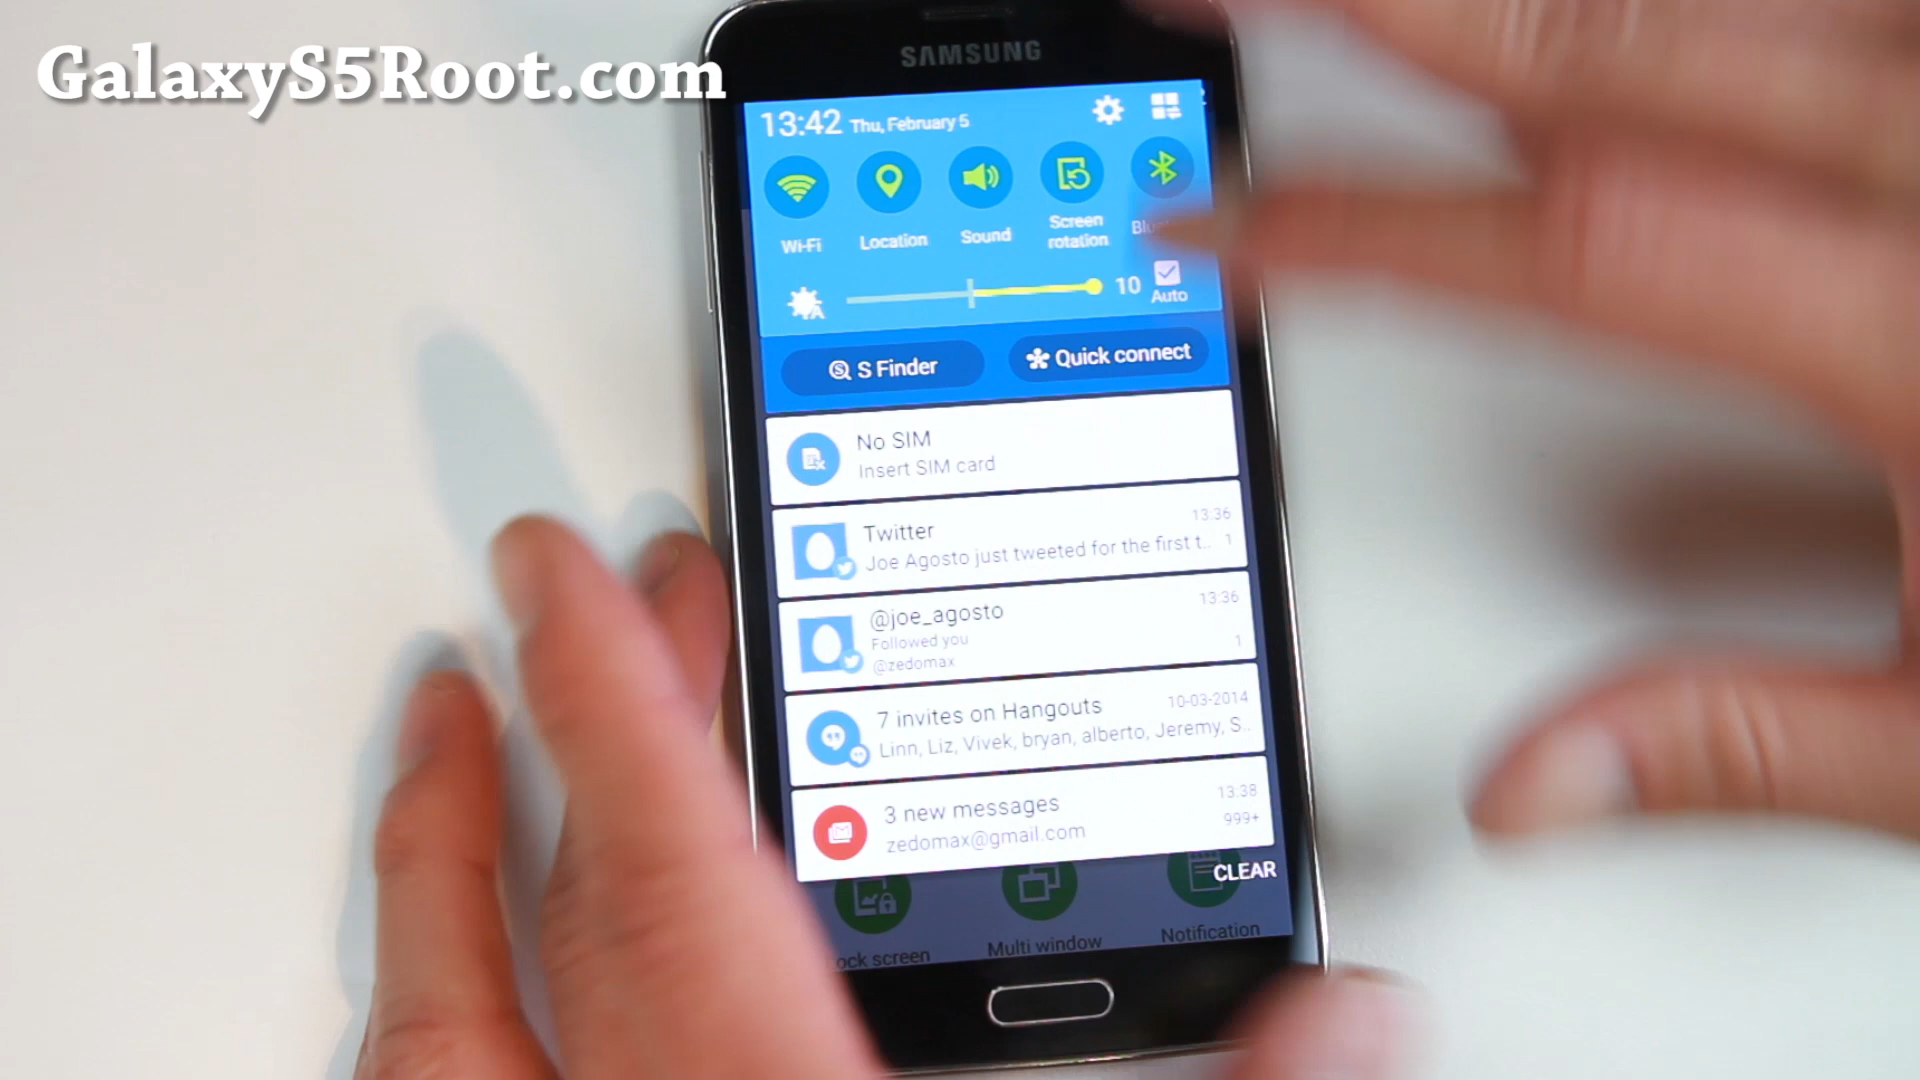 GalaxyS5Root.com
SAMSUNG
13:42 Thu, February 5
Wi-Fi
Location
Sound
Screen
rotation
10
Auto
S Finder
Quick connect
No SIM
Insert SIM card
Twitter
13:36
Joe Agosto just tweeted for the first t..
1
@joe_agosto
13:36
Followed you
1
@zedomax
7 invites on Hangouts
10-03-2014
Linn, Liz, Vivek, bryan, alberto, Jeremy, S..
3 new messages
13:38
zedomax@gmail.com
999+
CLEAR
Multi window
Notification
screen